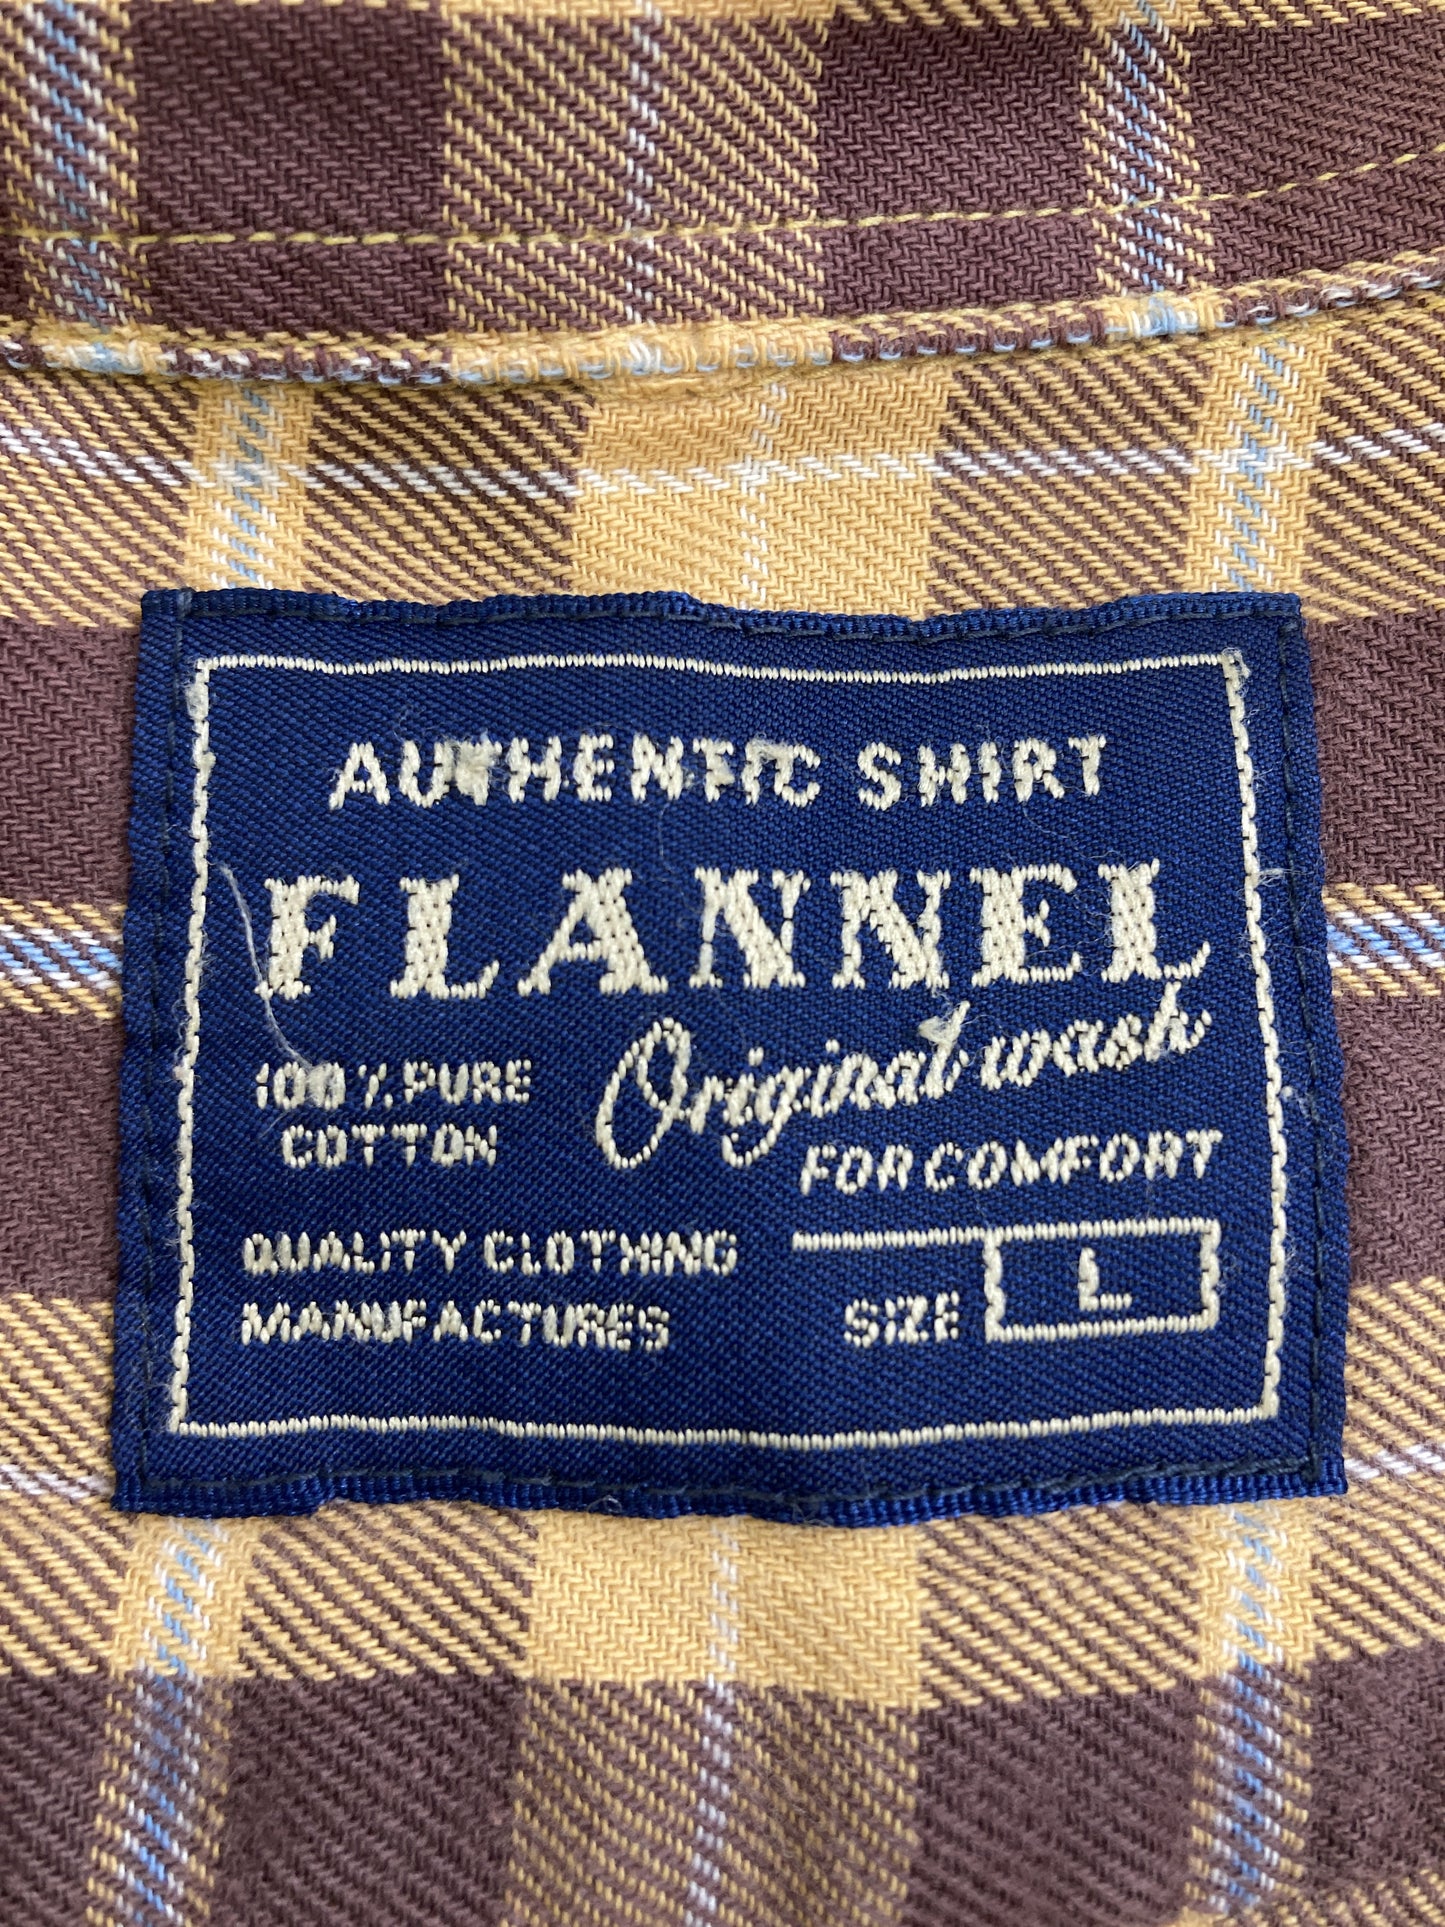 AUTHENTIC SHIRT
FLANNEL
Original wash
100% PURE
COTTON
FOR COMFORT
QUALITY CLOTHING
MANUFACTURES
SIZE L